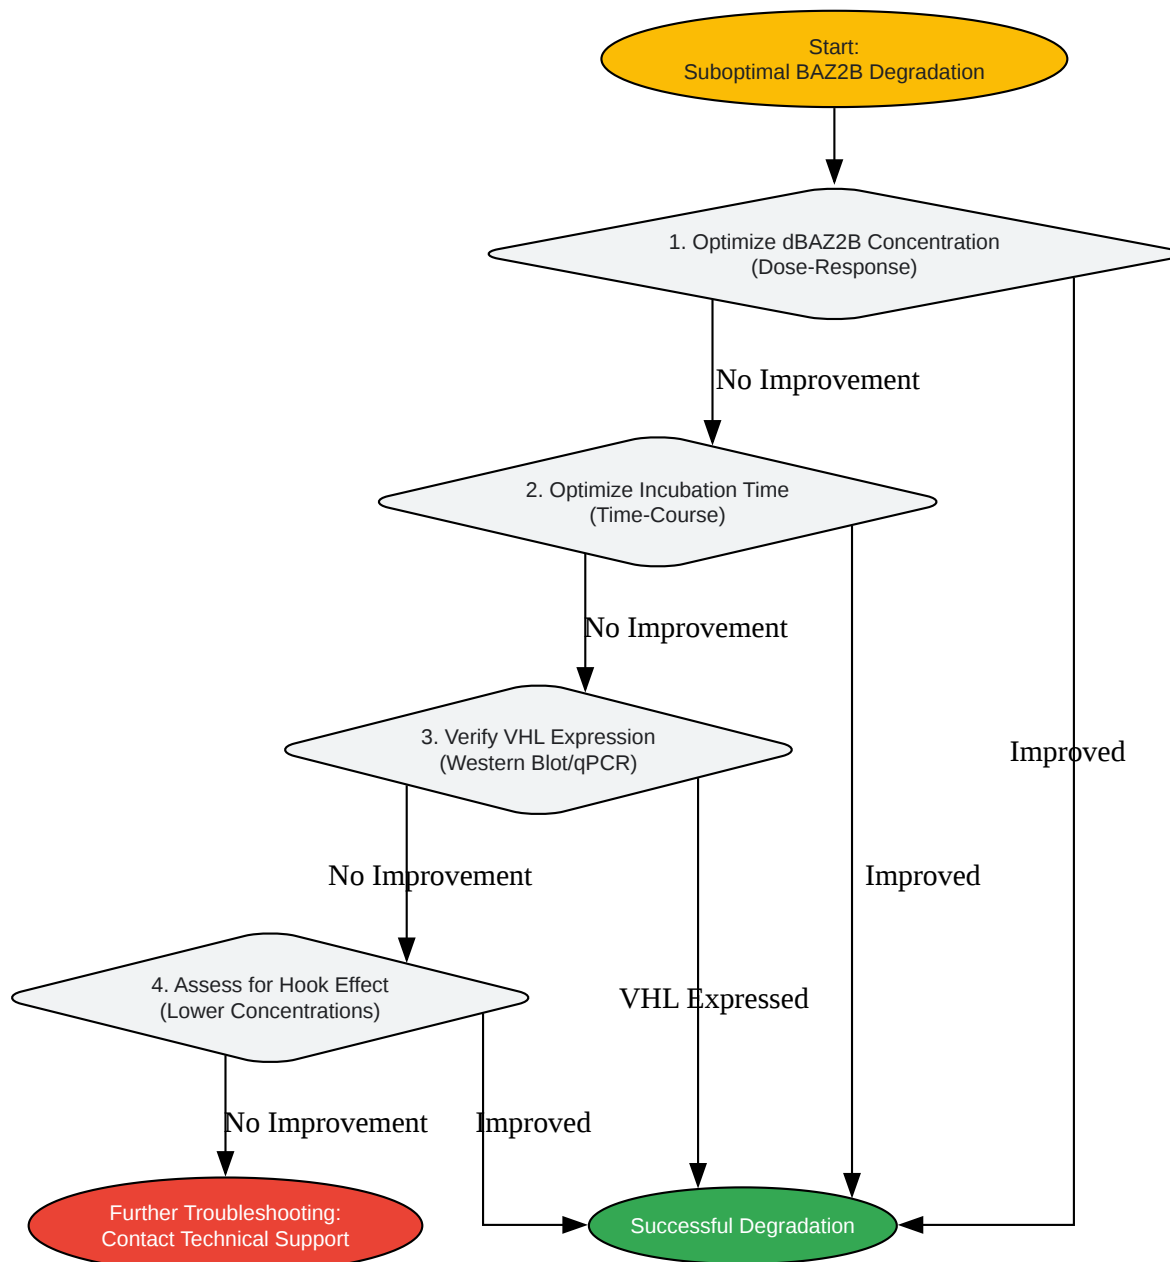 Start:
Suboptimal BAZ2B Degradation
1. Optimize dBAZ2B Concentration
(Dose-Response)
No Improvement
2. Optimize Incubation Time
(Time-Course)
No Improvement
3. Verify VHL Expression
(Western Blot/qPCR)
Improved
No Improvement
Improved
4. Assess for Hook Effect
(Lower Concentrations)
VHL Expressed
No Improvement
Improved
Further Troubleshooting:
Contact Technical Support
Successful Degradation